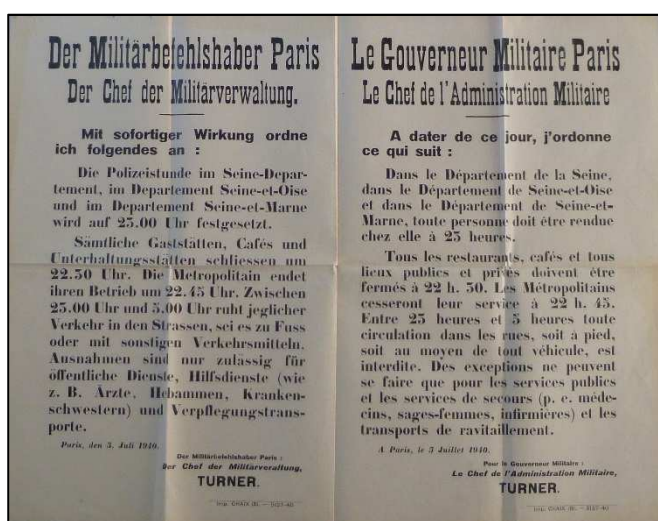 Der Militärbefehlshaber Paris
Der Chef der Militärverwaltung.
Mit sofortiger Wirkung ordne
ich folgendes an :
Die Polizeistunde im Seine-Depar-
tement, im Departement Seine-et-Oise
und im Departement Seine-et-Marne
wird auf 23.00 Uhr festgesetzt.
Sämtliche Gaststätten, Cafés und
Unterhaltungsstätten schliessen um
22.30 Uhr. Die Metropolitain endet
ihren Betrieb um 22.45 Uhr. Zwischen
23.00 Uhr und 5.00 Uhr ruht jeglicher
Verkehr in den Strassen, sei es zu Fuss
oder mit sonstigen Verkehrsmitteln.
Ausnahmen sind nur zulässig für
öffentliche Dienste, Hilfsdienste (wie
z. B. Ärzte, Hebammen, Kranken-
schwestern) und Verpflegungstrans-
porte.
Paris, den 3. Juli 1940.
Der Militärbefehlshaber Paris :
Der Chef der Militärveraltung,
TURNER.
Le Gouverneur Militaire Paris
Le Chef de l'Administration Militaire
A dater de ce jour, j'ordonne
ce qui suit :
Dans le Département de la Seine,
dans le Département de Seine-et-Oise
et dans le Département de Seine-et-
Marne, toute personne doit être rendue
chez elle à 23 heures.
Tous les restaurants, cafés et tous
lieux publics et privés doivent être
fermés à 22 h. 30. Les Métropolitains
cesseront leur service à 22 h. 45.
Entre 23 heures et 5 heures toute
circulation dans les rues, soit à pied,
soit au moyen de tout véhicule, est
interdite. Des exceptions ne peuvent
se faire que pour les services publics
et les services de secours (p. e. méde-
cins, sages-femmes, infirmières) et les
transports de ravitaillement.
A Paris, le 3 Juillet 1940.
Pour le Gouverneur Militaire :
Le Chef de l'Administration Militaire,
TURNER.